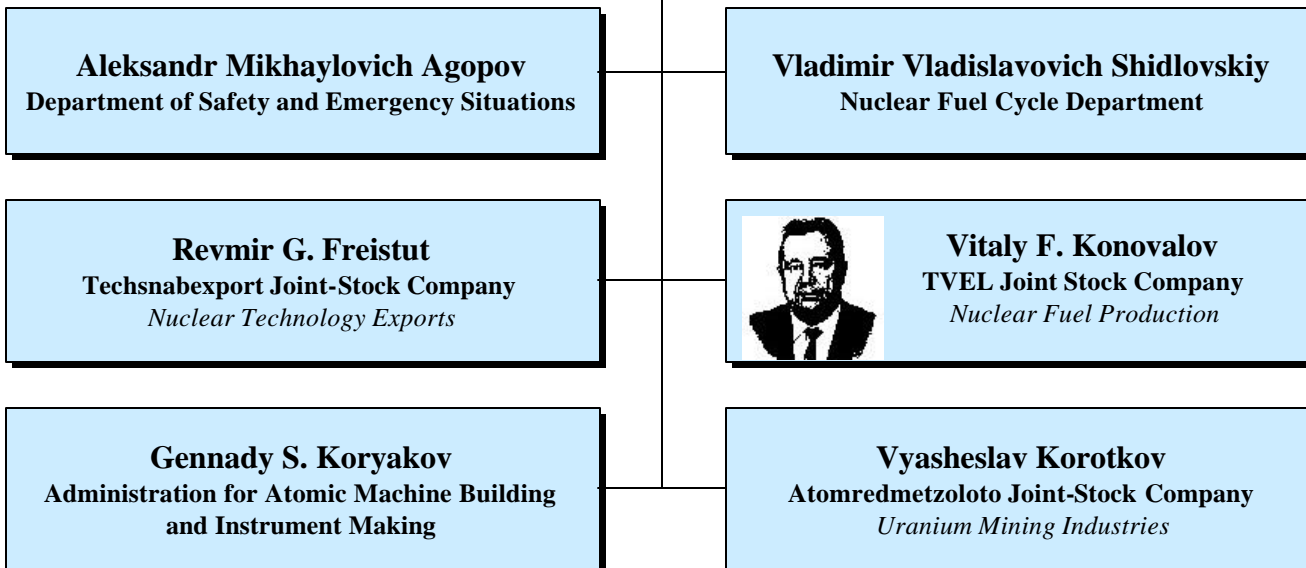 Aleksandr Mikhaylovich Agopov
Department of Safety and Emergency Situations
Vladimir Vladislavovich Shidlovskiy
Nuclear Fuel Cycle Department
Revmir G. Freistut
Techsnabexport Joint-Stock Company
Nuclear Technology Exports
Vitaly F. Konovalov
TVEL Joint Stock Company
Nuclear Fuel Production
Gennady S. Koryakov
Administration for Atomic Machine Building
and Instrument Making
Vyasheslav Korotkov
Atomredmetzoloto Joint-Stock Company
Uranium Mining Industries